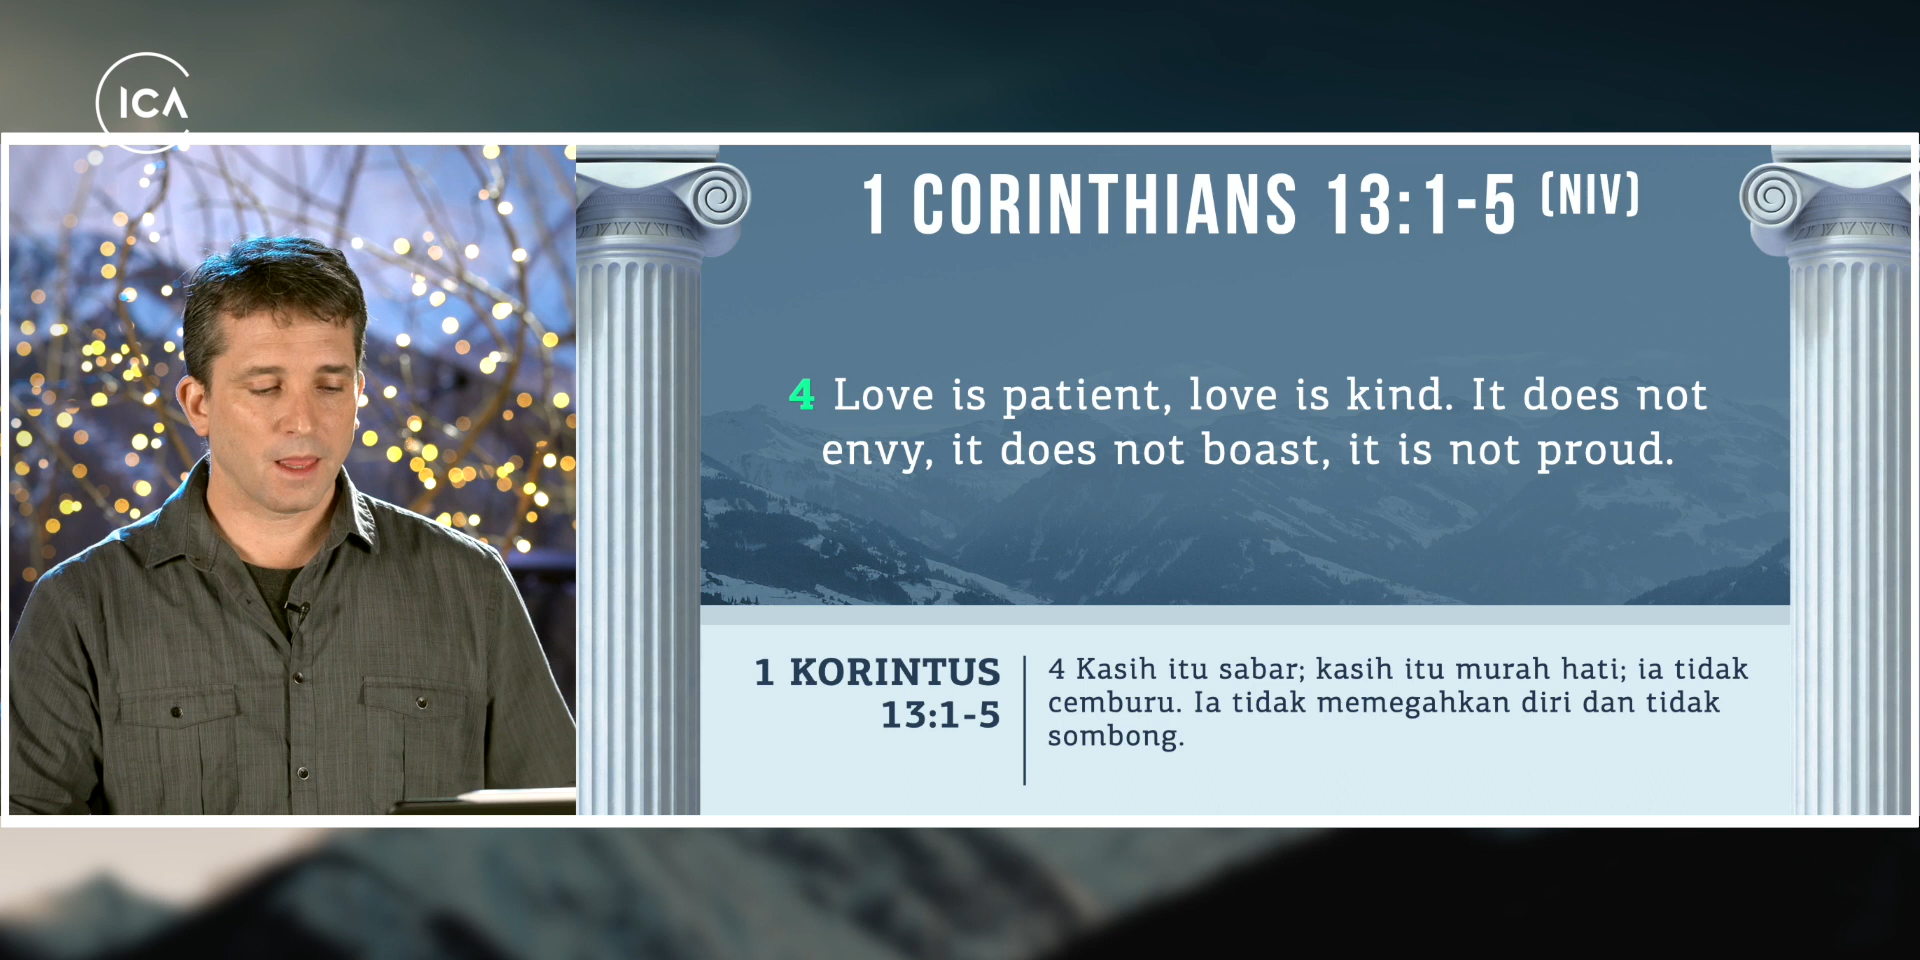 ICA
1 CORINTHIANS 13:1-5 (NIV)
4 Love is patient, love is kind. It does not
envy, it does not boast, it is not proud.
1 KORINTUS
13:1-5
4 Kasih itu sabar; kasih itu murah hati; ia tidak
cemburu. Ia tidak memegahkan diri dan tidak
sombong.